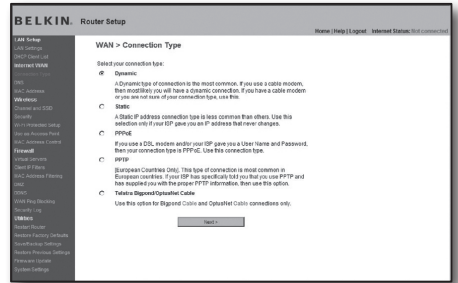 BELKIN. Router Setup
Home | Help | Logout Internet Status: Not connected
LAN Setup
LAN Settings
DHCP Client List
Internet WAN
Connection Type
DNS
MAC Address
Wireless
Channel and SSID
Security
Wi-Fi Protected Setup
Use as Access Point
MAC Address Control
Firewall
Virtual Servers
Client IP Filters
MAC Address Filtering
DMZ
DDNS
WAN Ping Blocking
Security Log
Utilities
Restart Router
Restore Factory Defaults
Save/Backup Settings
Restore Previous Settings
Firmware Update
System Settings
WAN > Connection Type
Select your connection type:
Dynamic
A Dynamic type of connection is the most common. If you use a cable modem,
then most likely you will have a dynamic connection. If you have a cable modem
or you are not sure of your connection type, use this.
Static
A Static IP address connection type is less common than others. Use this
selection only if your ISP gave you an IP address that never changes.
PPPoE
If you use a DSL modem and/or your ISP gave you a User Name and Password,
then your connection type is PPPoE. Use this connection type.
PPTP
[European Countries Only]. This type of connection is most common in
European countries. If your ISP has specifically told you that you use PPTP and
has supplied you with the proper PPTP information, then use this option.
Telstra Bigpond/OptusNet Cable
Use this option for Bigpond Cable and OptusNet Cable connections only.
Next >